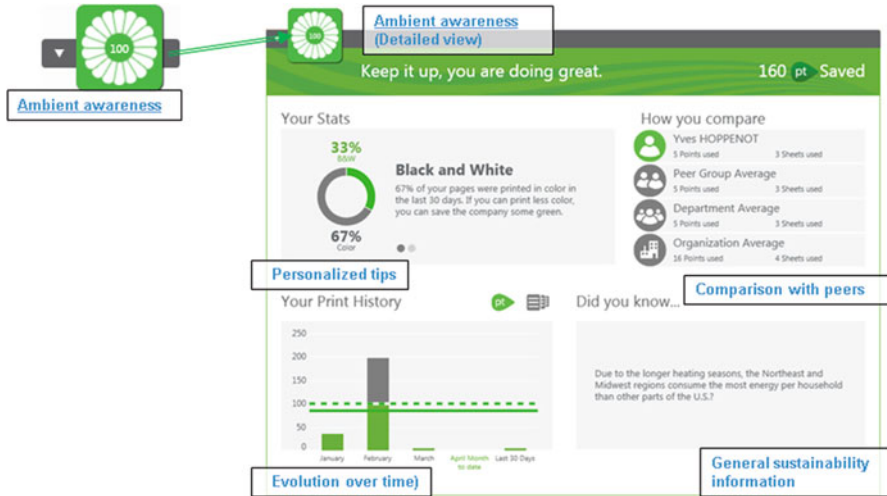 100
Ambient awareness
100
Ambient awareness
(Detailed view)
Keep it up, you are doing great.
160 pt Saved
Your Stats
33%
B&W
67%
Color
Black and White
67% of your pages were printed in color in
the last 30 days. If you can print less color,
you can save the company some green.
Personalized tips
How you compare
Yves HOPPENOT
5 Points used 3 Sheets used
Peer Group Average
5 Points used 3 Sheets used
Department Average
5 Points used 3 Sheets used
Organization Average
16 Points used 4 Sheets used
Comparison with peers
Your Print History
pt
250
200
150
100
50
0
January February March April Month Last 30 Days
to date
Evolution over time)
Did you know...
Due to the longer heating seasons, the Northeast and
Midwest regions consume the most energy per household
than other parts of the U.S.?
General sustainability
information